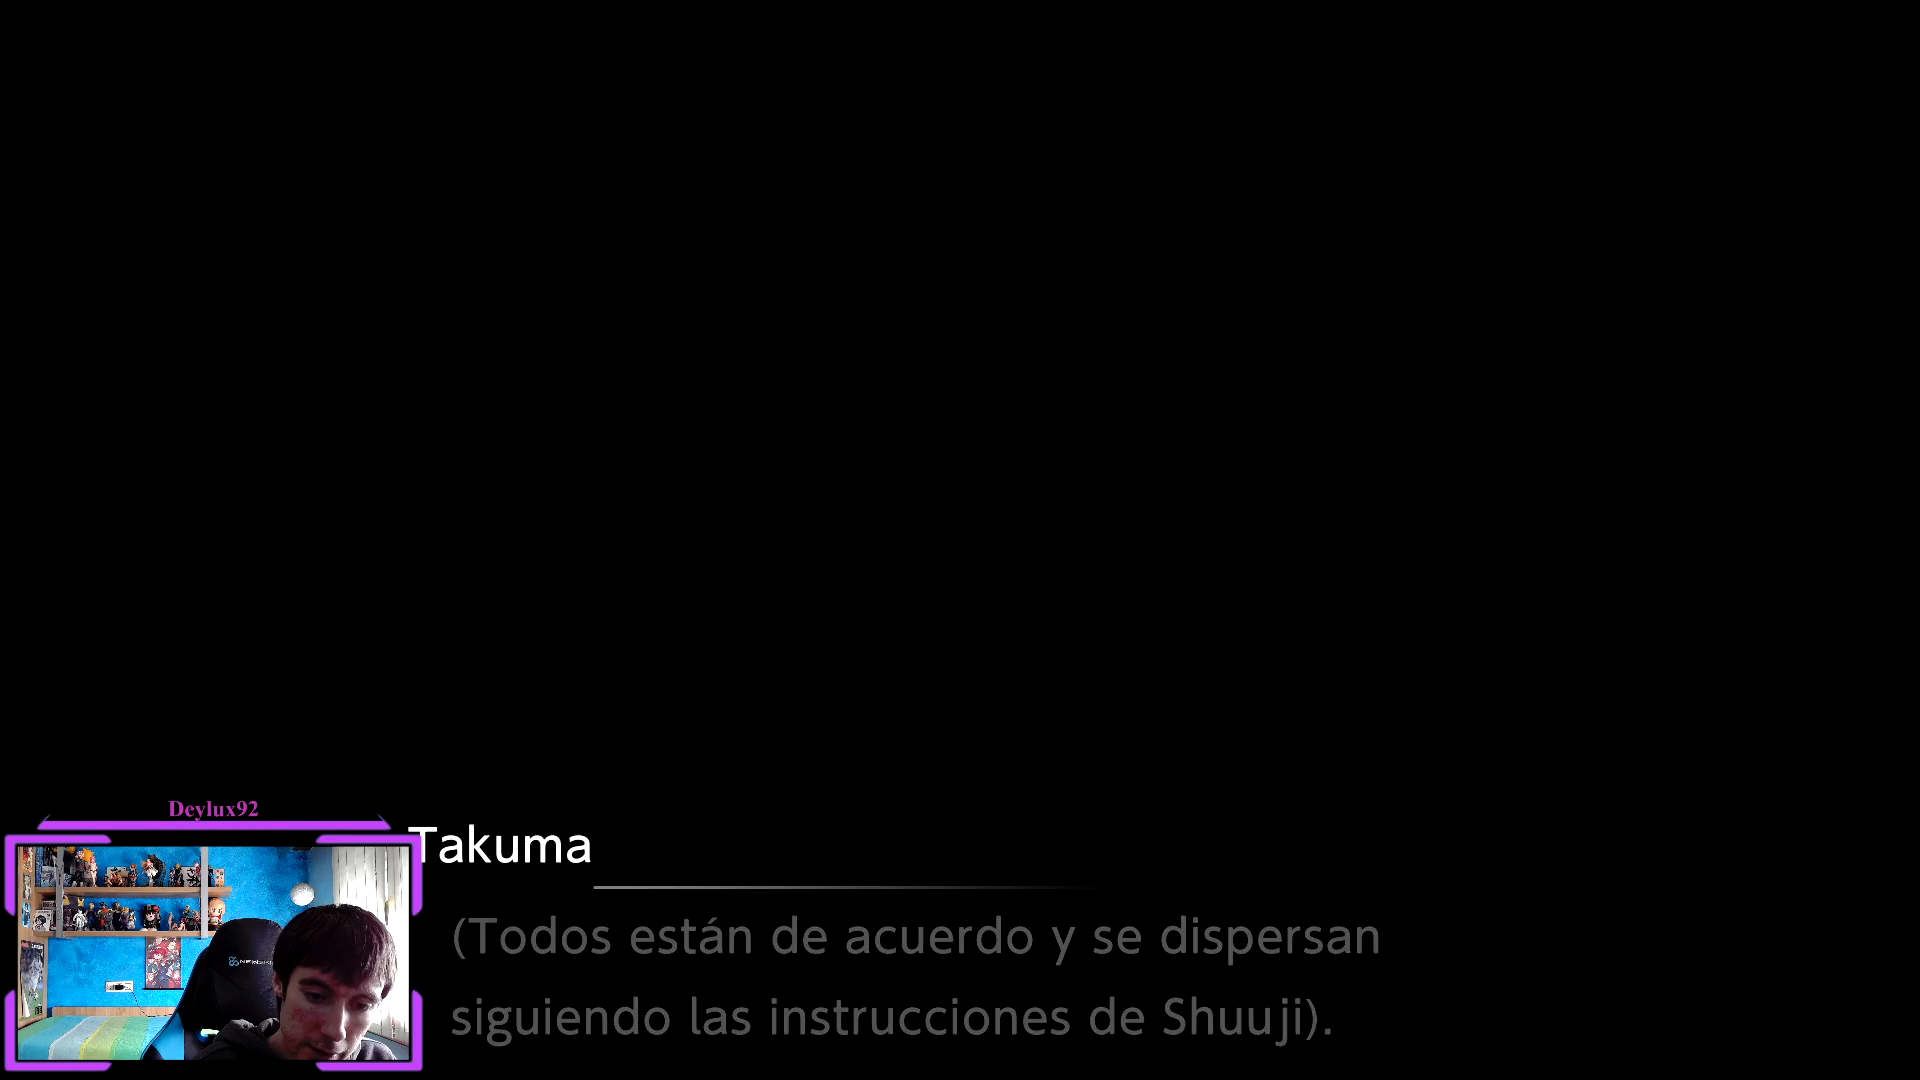 Deylux92
Takuma
(Todos están de acuerdo y se dispersan
siguiendo las instrucciones de Shuuji).